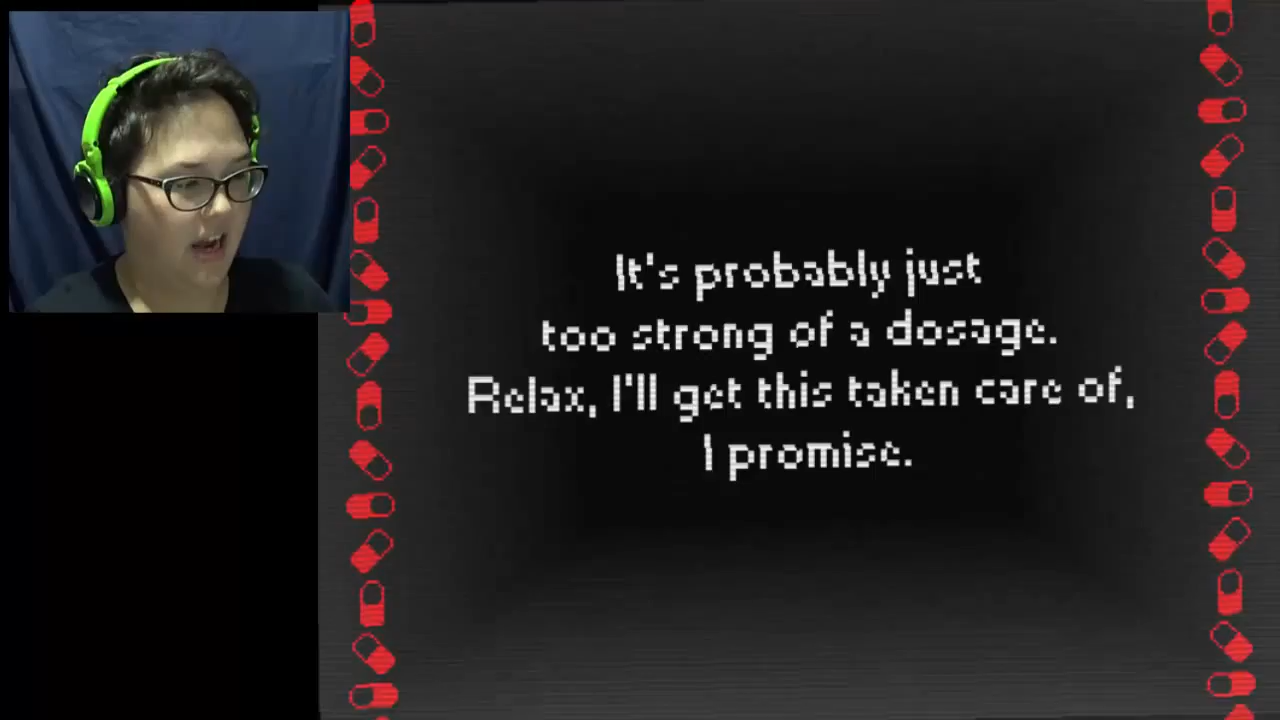 It's probably just
too strong of a dosage.
Relax, I'll get this taken care of,
I promise.